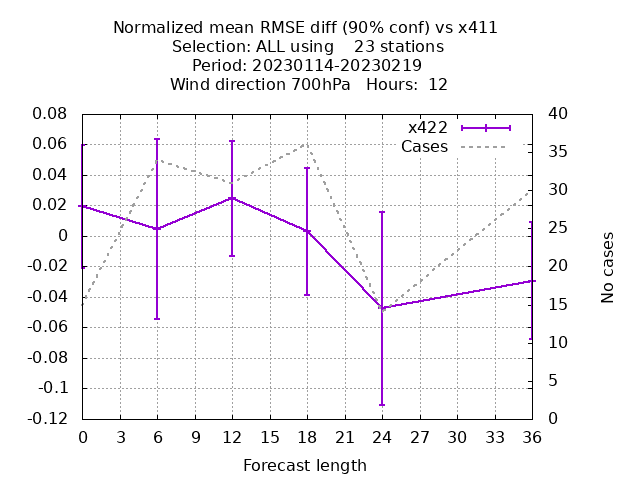 Normalized mean RMSE diff (90% conf) vs x411
Selection: ALL using    23 stations
Period: 20230114-20230219
Wind direction 700hPa   Hours:  12
0.08
0.06
0.04
0.02
0
-0.02
-0.04
-0.06
-0.08
-0.1
-0.12
x422
Cases
40
35
30
25
20
15
10
5
0
No cases
0 3 6 9 12 15 18 21 24 27 30 33 36
Forecast length